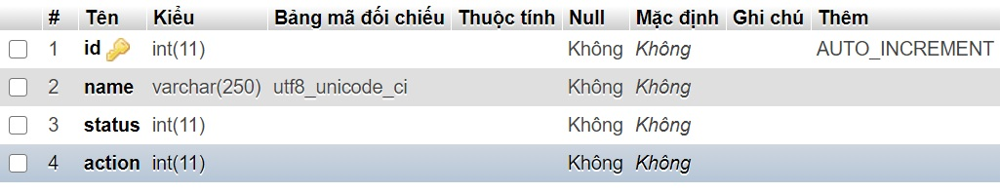 # Tên Kiểu Bảng mã đối chiếu Thuộc tính Null Mặc định Ghi chú Thêm
1 id int(11) Không Không AUTO_INCREMENT
2 name varchar(250) utf8_unicode_ci Không Không
3 status int(11) Không Không
4 action int(11) Không Không